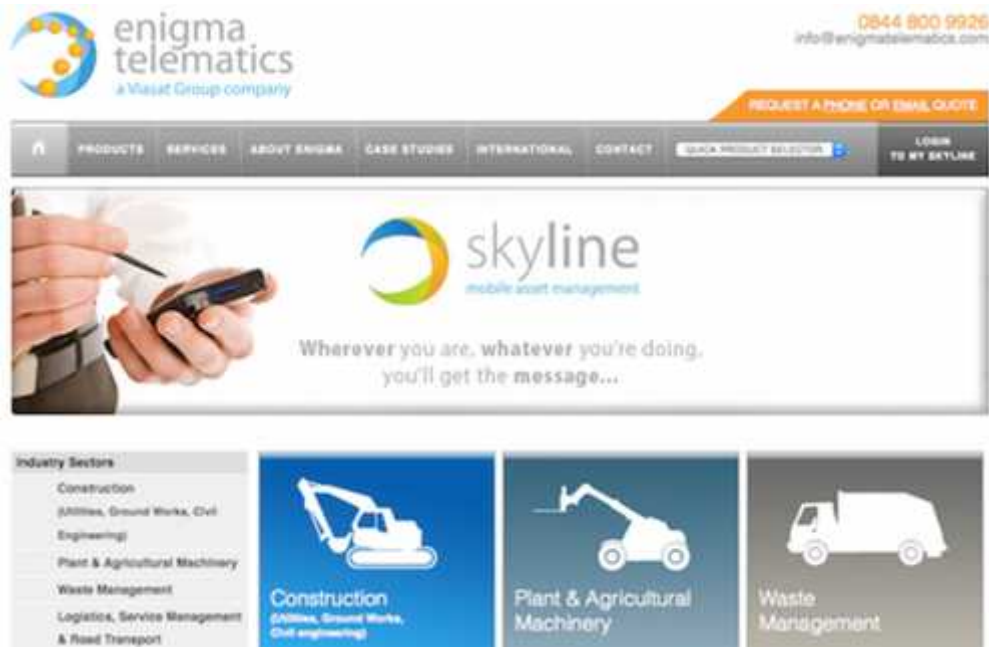 enigma
telematics
a Viasat Group company
0844 800 9926
info@enigmatelematics.com
REQUEST A PHONE OR EMAIL QUOTE
PRODUCTS SERVICES ABOUT ENIGMA CASE STUDIES INTERNATIONAL CONTACT QUICK PRODUCT SELECTOR LOGIN
TO MY SKYLINE
skyline
mobile asset management
Wherever you are, whatever you're doing,
you'll get the message...
Industry Sectors
Construction
(Utilities, Ground Works, Civil
Engineering)
Plant & Agricultural Machinery
Waste Management
Logistics, Service Management
& Road Transport
Construction
(Utilities, Ground Works,
Civil engineering)
Plant & Agricultural
Machinery
Waste
Management